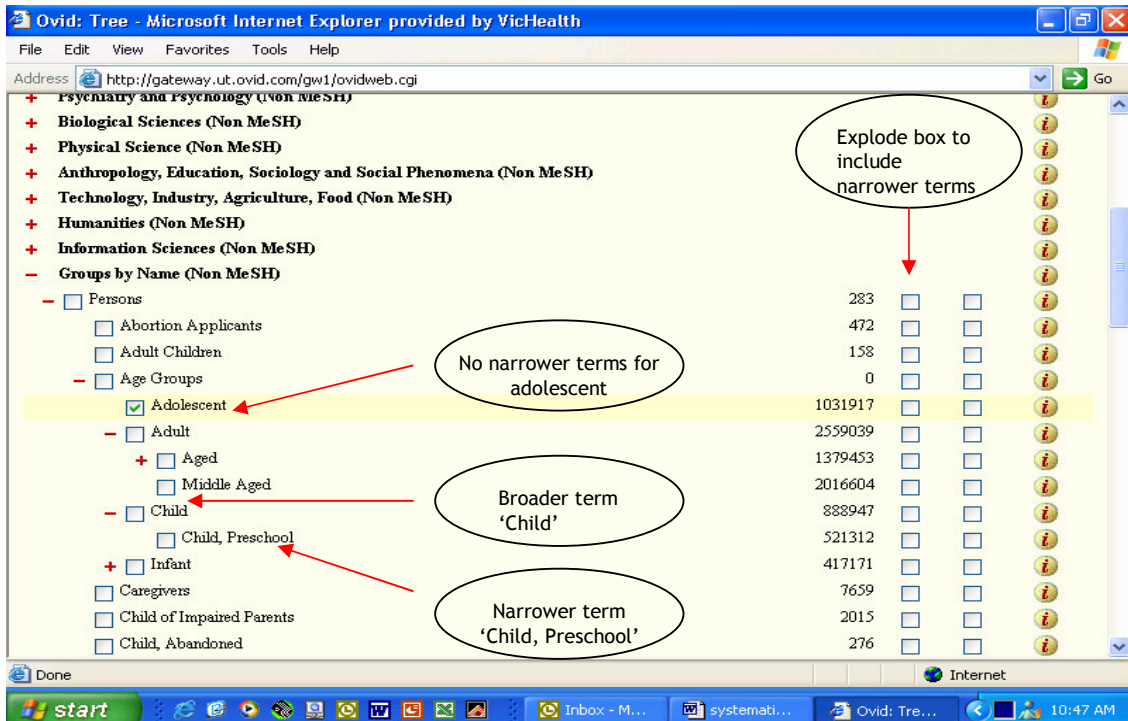 Ovid: Tree - Microsoft Internet Explorer provided by VicHealth
File Edit View Favorites Tools Help
Address http://gateway.ut.ovid.com/gw1/ovidweb.cgi Go
+ Psychiatry and Psychology (Non MeSH)
+ Biological Sciences (Non MeSH)
+ Physical Science (Non MeSH)
+ Anthropology, Education, Sociology and Social Phenomena (Non MeSH)
+ Technology, Industry, Agriculture, Food (Non MeSH)
+ Humanities (Non MeSH)
+ Information Sciences (Non MeSH)
− Groups by Name (Non MeSH)
Explode box to
include
narrower terms
− Persons 283
Abortion Applicants 472
Adult Children 158
− Age Groups 0
Adolescent 1031917
− Adult 2559039
+ Aged 1379453
Middle Aged 2016604
− Child 888947
Child, Preschool 521312
+ Infant 417171
Caregivers 7659
Child of Impaired Parents 2015
Child, Abandoned 276
No narrower terms for
adolescent
Broader term
‘Child’
Narrower term
‘Child, Preschool’
Done Internet
start Inbox - M... systemati... Ovid: Tre... 10:47 AM